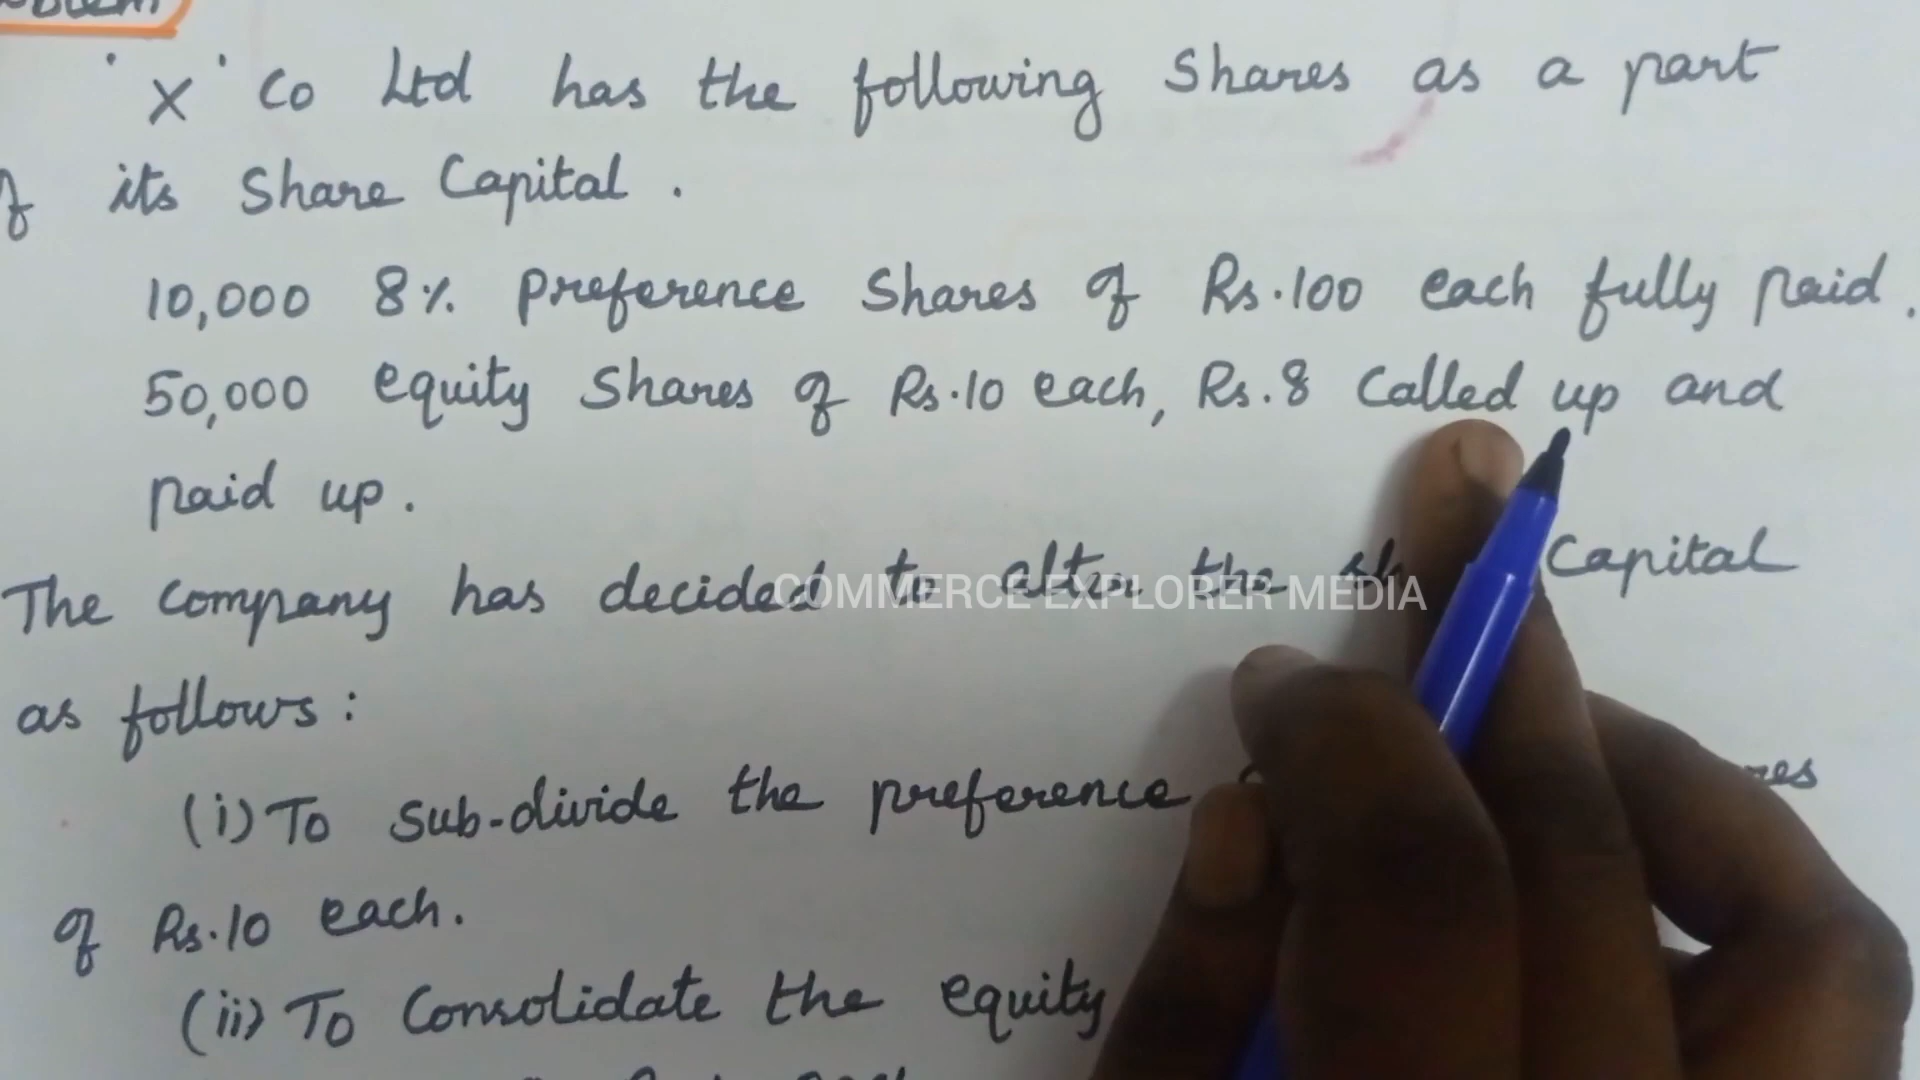 'X' Co Ltd has the following Shares as a part
its Share Capital.
10,000 8%. preference Shares of Rs.100 each fully paid.
50,000 equity Shares of Rs.10 each, Rs.8 Called up and
paid up.
The Company has decided to alter the Capital
COMMERCE EXPLORER MEDIA
as follows:
(i) To Sub-divide the preference
of Rs.10 each.
(ii) To Consolidate the equity